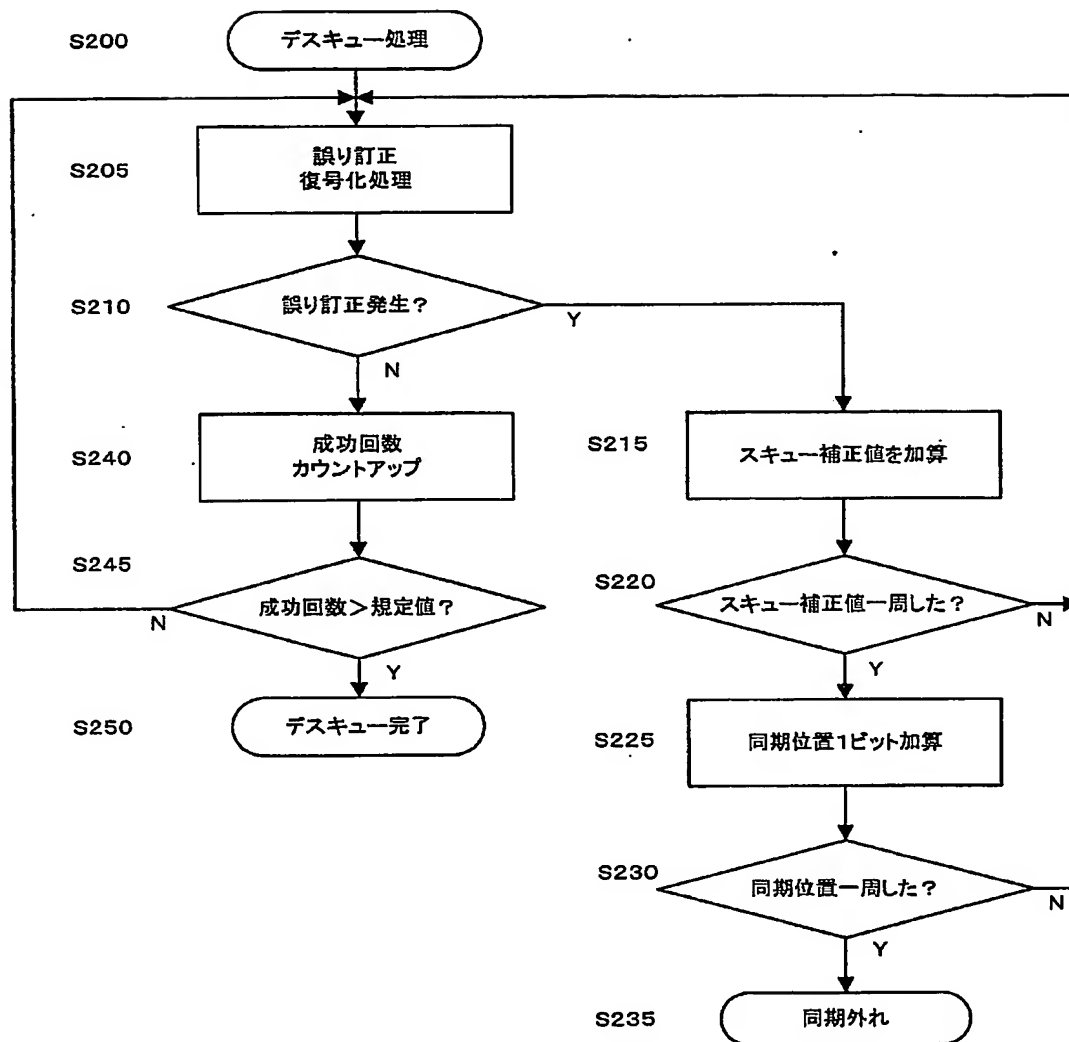 S200
デスキュー処理
S205
誤り訂正
復号化処理
S210
誤り訂正発生?
Y
N
S240
成功回数
カウントアップ
S215
スキュー補正値を加算
S245
成功回数>規定値?
N
Y
S220
スキュー補正値一周した?
N
Y
S250
デスキュー完了
S225
同期位置1ビット加算
S230
同期位置一周した?
N
Y
S235
同期外れ